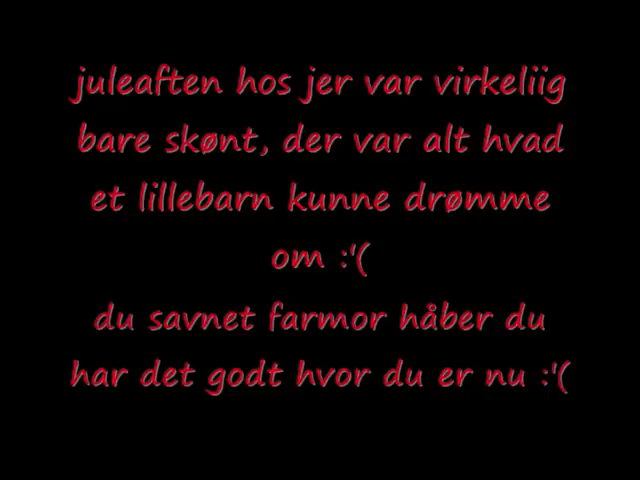 juleaften hos jer var virkeliig
bare skønt, der var alt hvad
et lillebarn kunne drømme
om :'(
du savnet farmor håber du
har det godt hvor du er nu :'(